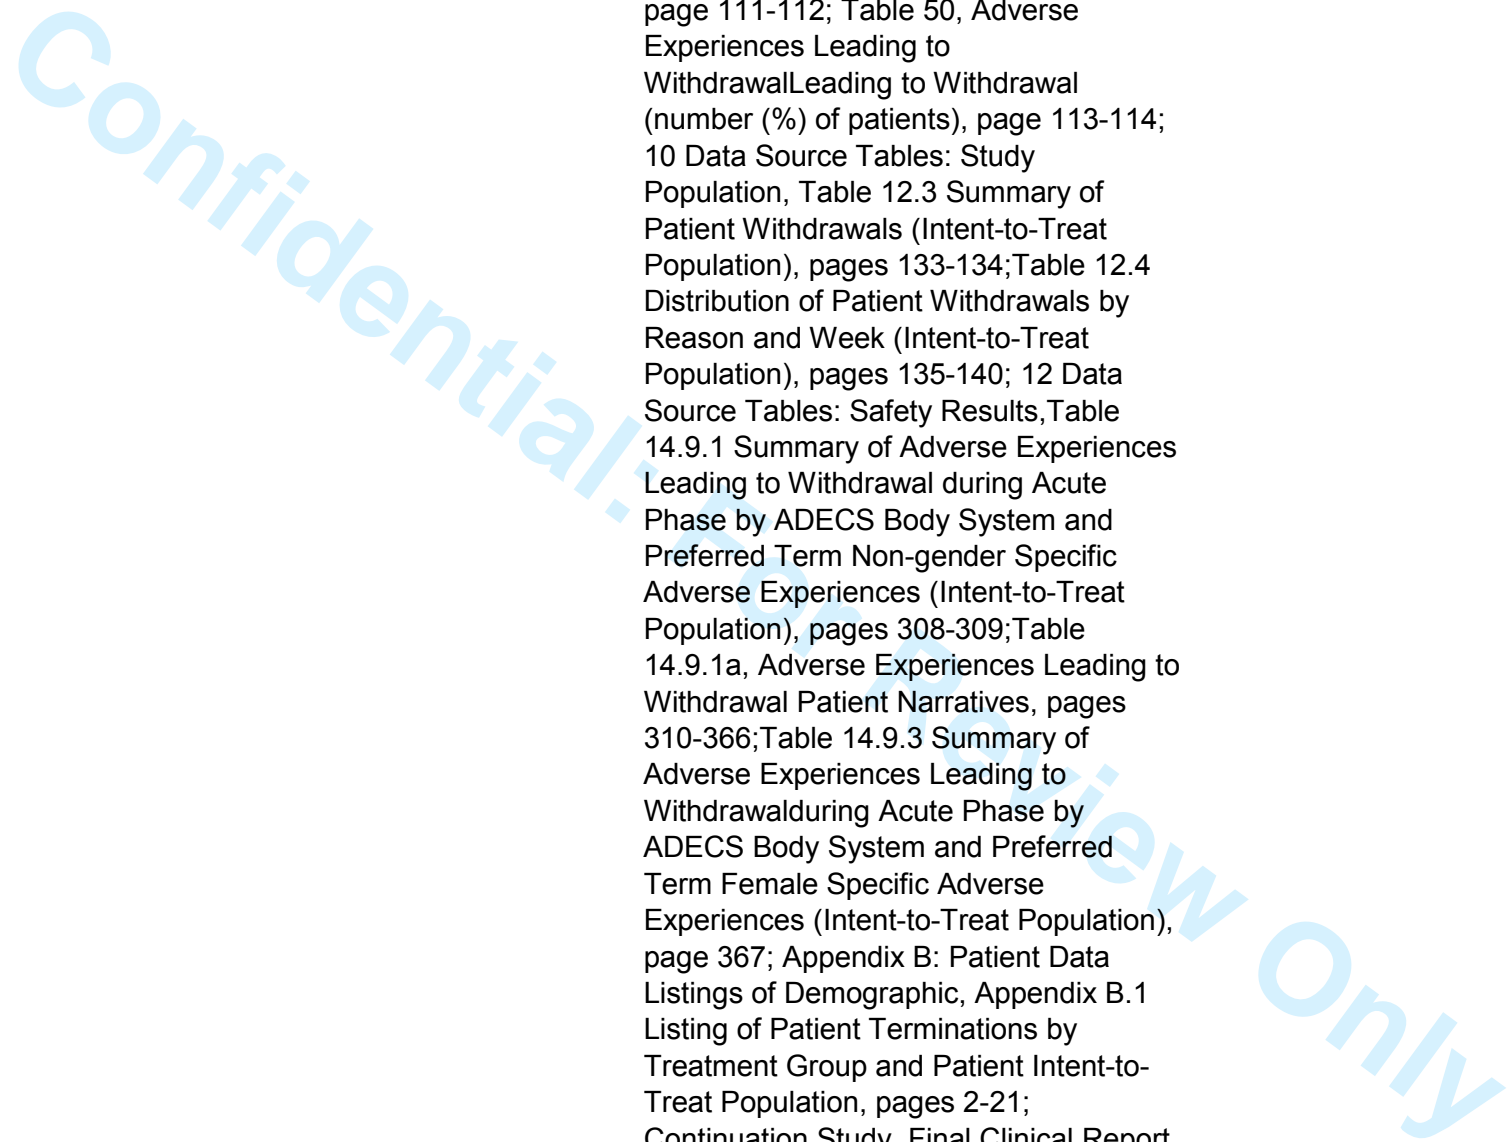 page 111-112; Table 50, Adverse
Experiences Leading to
WithdrawalLeading to Withdrawal
(number (%) of patients), page 113-114;
10 Data Source Tables: Study
Population, Table 12.3 Summary of
Patient Withdrawals (Intent-to-Treat
Population), pages 133-134;Table 12.4
Distribution of Patient Withdrawals by
Reason and Week (Intent-to-Treat
Population), pages 135-140; 12 Data
Source Tables: Safety Results,Table
14.9.1 Summary of Adverse Experiences
Leading to Withdrawal during Acute
Phase by ADECS Body System and
Preferred Term Non-gender Specific
Adverse Experiences (Intent-to-Treat
Population), pages 308-309;Table
14.9.1a, Adverse Experiences Leading to
Withdrawal Patient Narratives, pages
310-366;Table 14.9.3 Summary of
Adverse Experiences Leading to
Withdrawalduring Acute Phase by
ADECS Body System and Preferred
Term Female Specific Adverse
Experiences (Intent-to-Treat Population),
page 367; Appendix B: Patient Data
Listings of Demographic, Appendix B.1
Listing of Patient Terminations by
Treatment Group and Patient Intent-to-
Treat Population, pages 2-21;
Continuation Study, Final Clinical Report
Confidential: For Review Only